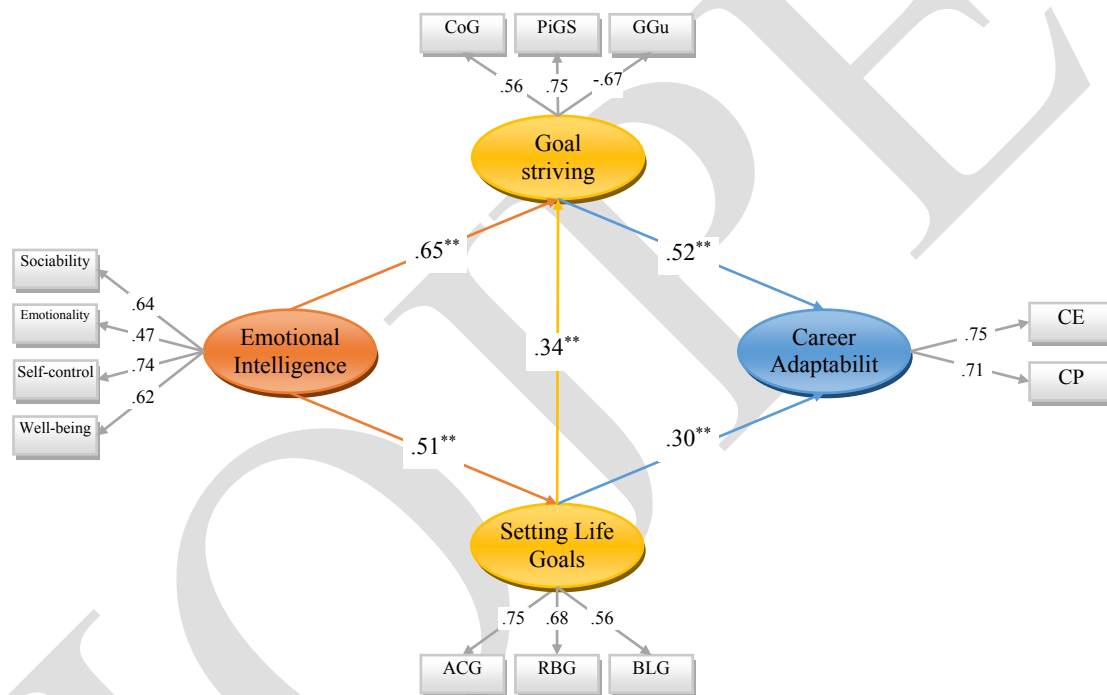 CoG
PiGS
GGu
.56
.75
-.67
Goal
striving
.65**
.52**
Sociability
Emotionality
Self-control
Well-being
.64
.47
.74
.62
Emotional
Intelligence
.34**
Career
Adaptabilit
.75
.71
CE
CP
.51**
.30**
Setting Life
Goals
.75
.68
.56
ACG
RBG
BLG